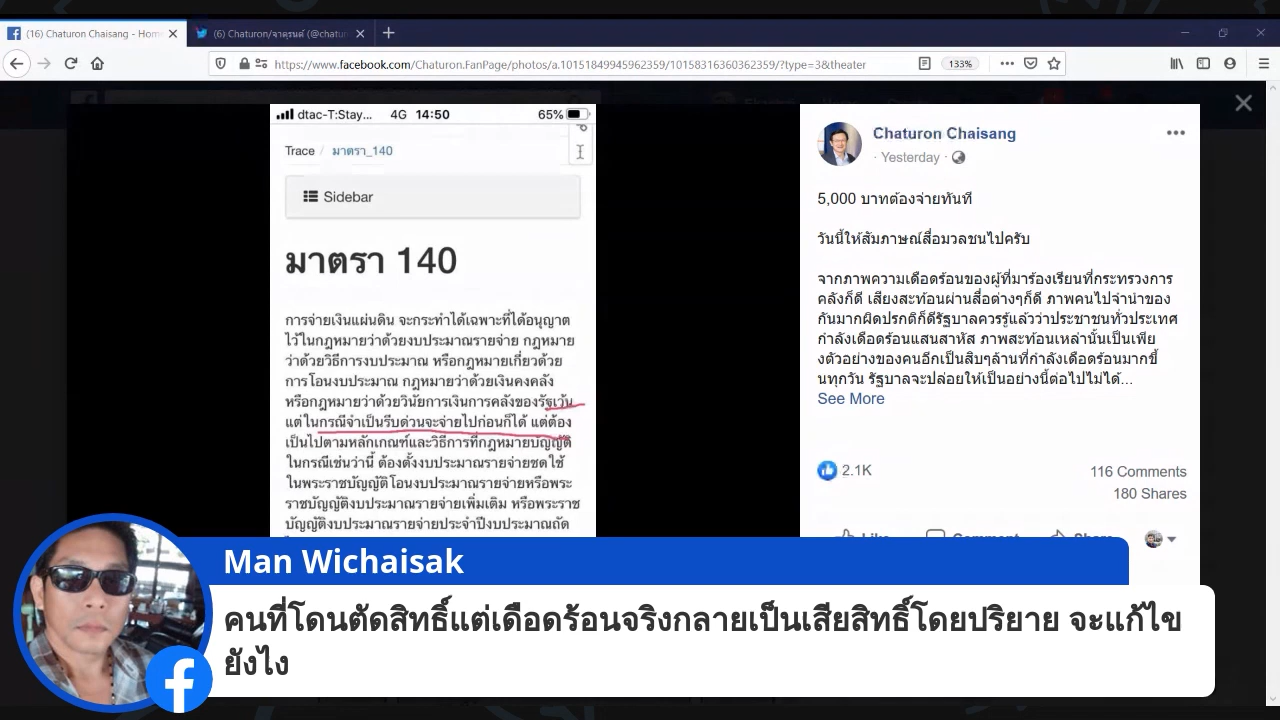 (16) Chaturon Chaisang - Hom
(6) Chaturon/จาตุรนต์ (@chatur
https://www.facebook.com/Chaturon.FanPage/photos/a.10151849945962359/10158316360362359/?type=3&theater
133%
dtac-T:Stay... 4G 14:50 65%
Trace / มาตรา_140
Sidebar
มาตรา 140
การจ่ายเงินแผ่นดิน จะกระทำได้เฉพาะที่ได้อนุญาต
ไว้ในกฎหมายว่าด้วยงบประมาณรายจ่าย กฎหมาย
ว่าด้วยวิธีการงบประมาณ หรือกฎหมายเกี่ยวด้วย
การโอนงบประมาณ กฎหมายว่าด้วยเงินคงคลัง
หรือกฎหมายว่าด้วยวินัยการเงินการคลังของรัฐเว้น
แต่ในกรณีจำเป็นรีบด่วนจะจ่ายไปก่อนก็ได้ แต่ต้อง
เป็นไปตามหลักเกณฑ์และวิธีการที่กฎหมายบัญญัติ
ในกรณีเช่นว่านี้ ต้องตั้งงบประมาณรายจ่ายชดใช้
ในพระราชบัญญัติโอนงบประมาณรายจ่ายหรือพระ
ราชบัญญัติงบประมาณรายจ่ายเพิ่มเติม หรือพระราช
บัญญัติงบประมาณรายจ่ายประจำปีงบประมาณถัด
Chaturon Chaisang
· Yesterday ·
5,000 บาทต้องจ่ายทันที
วันนี้ให้สัมภาษณ์สื่อมวลชนไปครับ
จากภาพความเดือดร้อนของผู้ที่มาร้องเรียนที่กระทรวงการ
คลังก็ดี เสียงสะท้อนผ่านสื่อต่างๆก็ดี ภาพคนไปจำนำของ
กันมากผิดปรกติก็ดีรัฐบาลควรรู้แล้วว่าประชาชนทั่วประเทศ
กำลังเดือดร้อนแสนสาหัส ภาพสะท้อนเหล่านั้นเป็นเพีย
งตัวอย่างของคนอีกเป็นสิบๆล้านที่กำลังเดือดร้อนมากขึ้
นทุกวัน รัฐบาลจะปล่อยให้เป็นอย่างนี้ต่อไปไม่ได้...
See More
2.1K
116 Comments
180 Shares
Like Comment Share
Man Wichaisak
คนที่โดนตัดสิทธิ์แต่เดือดร้อนจริงกลายเป็นเสียสิทธิ์โดยปริยาย จะแก้ไข
ยังไง